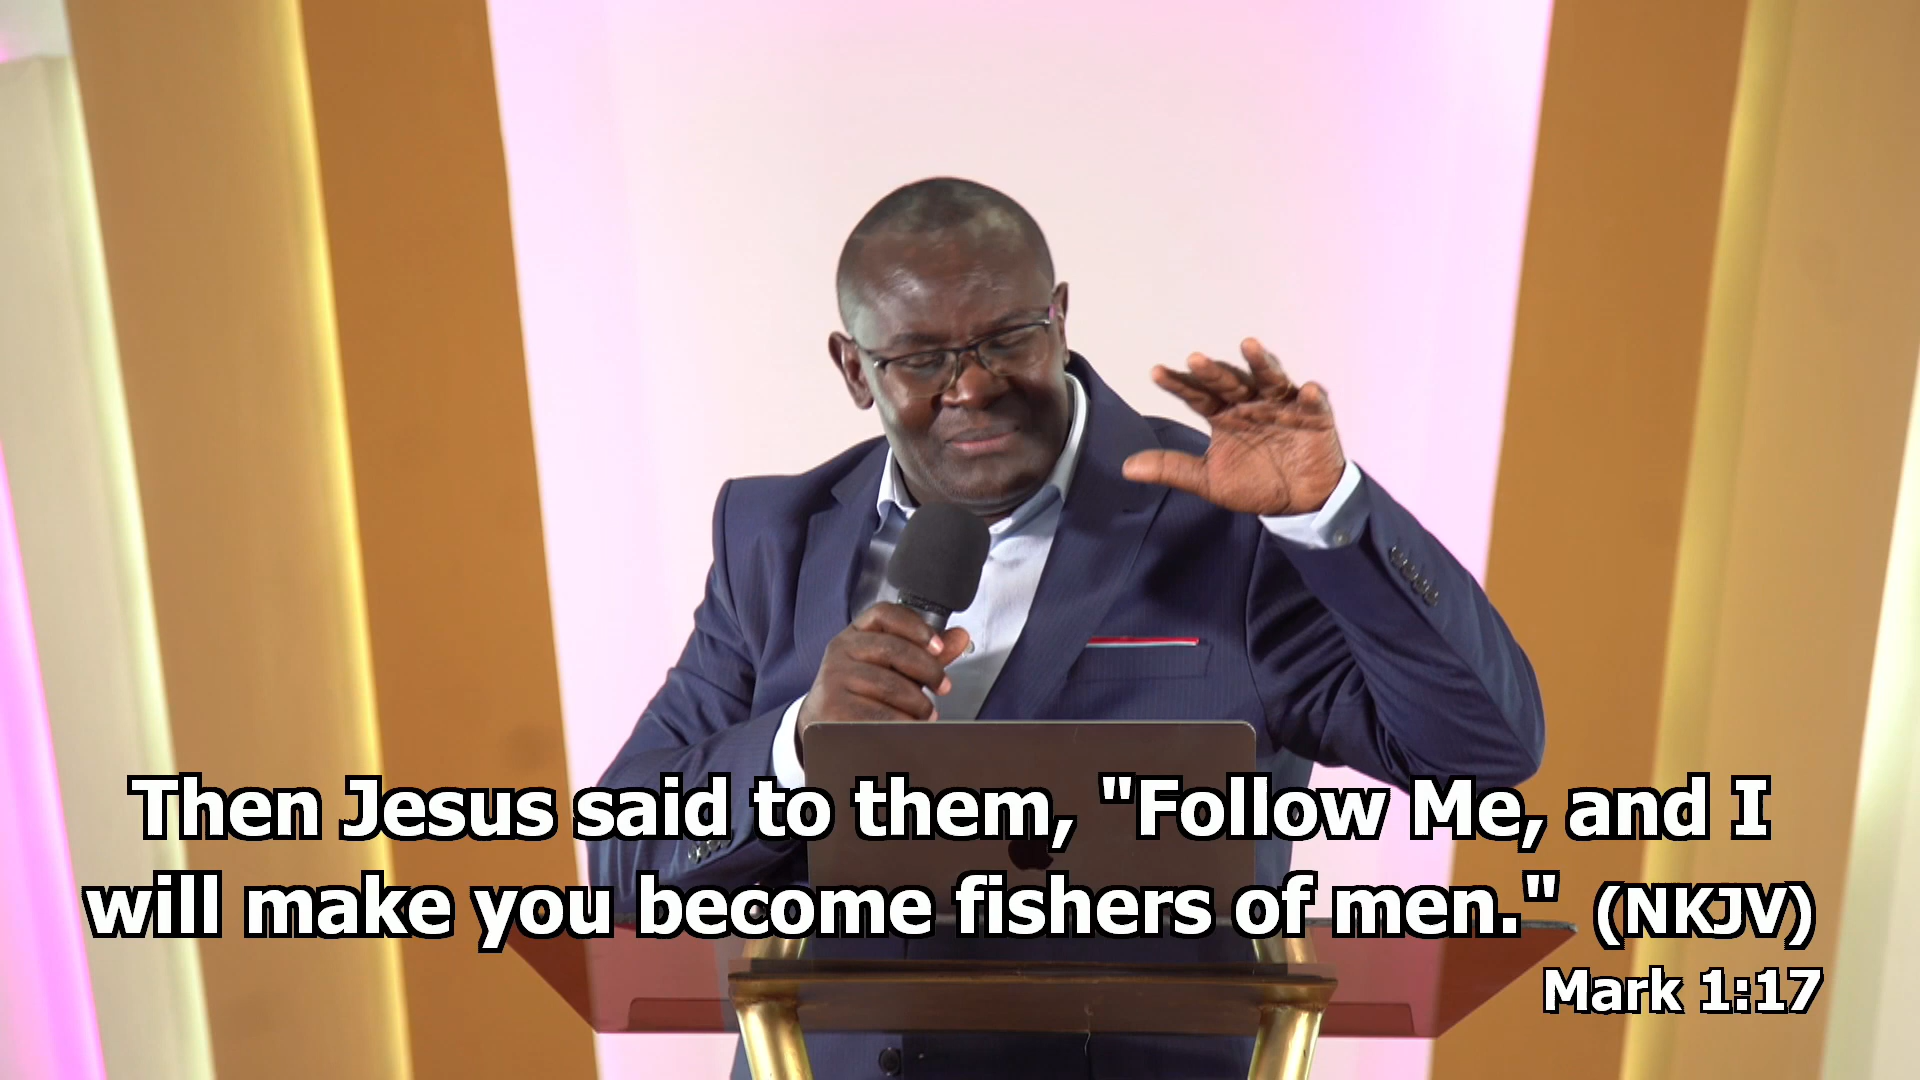 Then Jesus said to them, "Follow Me, and I
will make you become fishers of men." (NKJV)
Mark 1:17